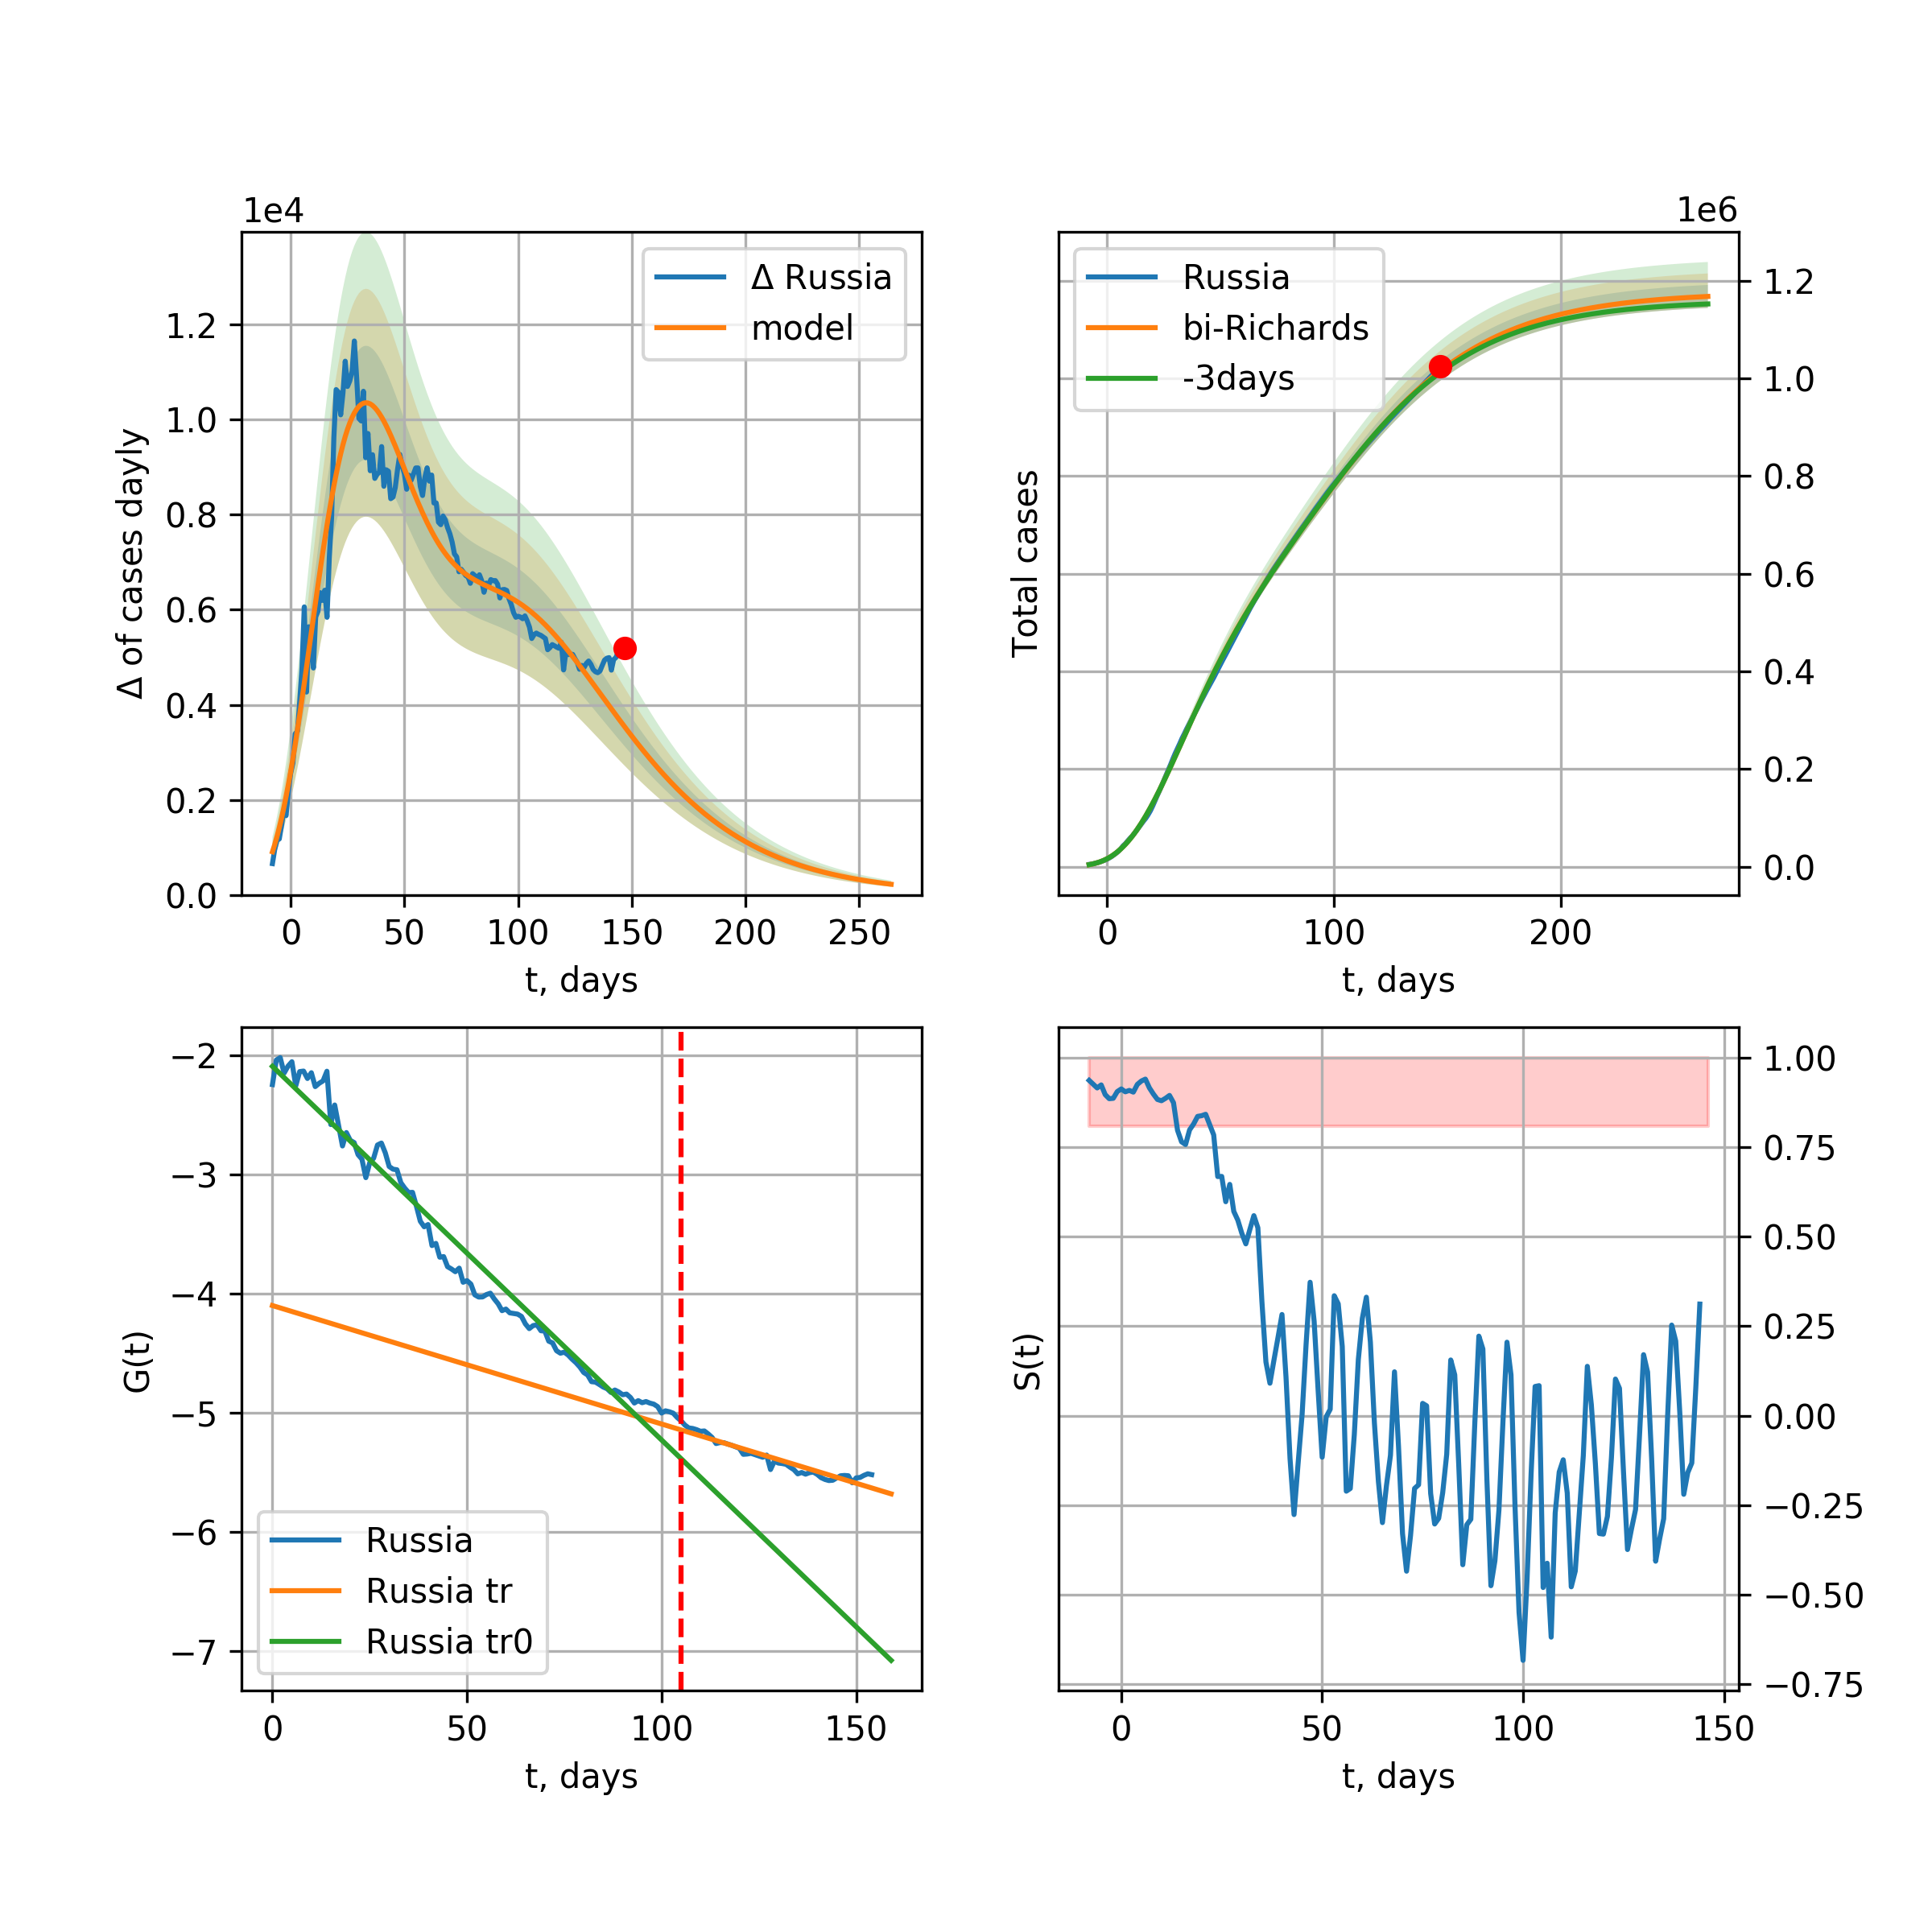 1e4
Δ of cases dayly
1.2
1.0
0.8
0.6
0.4
0.2
0.0
Δ Russia
model
0 50 100 150 200 250
t, days
1e6
Total cases
Russia
bi-Richards
-3days
1.2
1.0
0.8
0.6
0.4
0.2
0.0
0 100 200
t, days
G(t)
−2
−3
−4
−5
−6
−7
Russia
Russia tr
Russia tr0
0 50 100 150
t, days
S(t)
1.00
0.75
0.50
0.25
0.00
−0.25
−0.50
−0.75
0 50 100 150
t, days